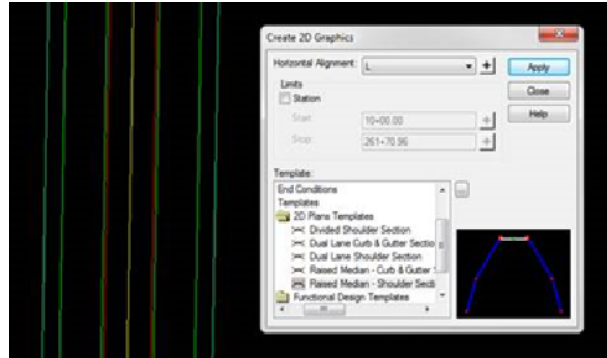 Create 2D Graphics
Horizontal Alignment: L
Apply
Limits
Close
Station
Help
Start: 10+00.00
Stop: 261+70.96
Template:
End Conditions
Templates
2D Plans Templates
Divided Shoulder Section
Dual Lane Curb & Gutter Sectio
Dual Lane Shoulder Section
Raised Median - Curb & Gutter
Raised Median - Shoulder Secti
Functional Design Templates